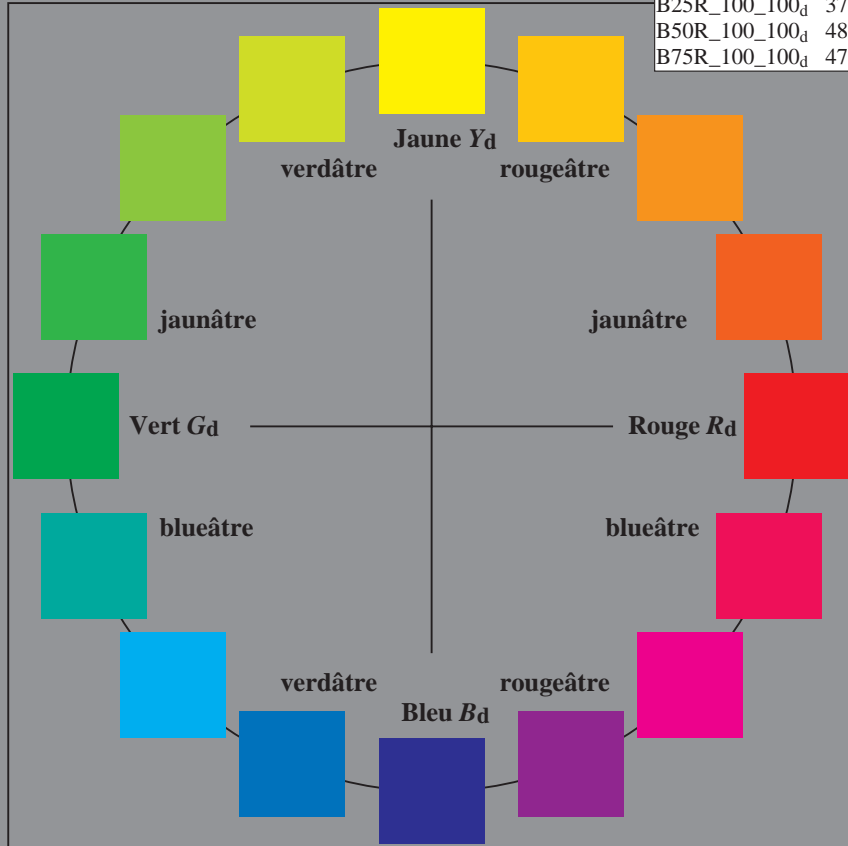 B25R_100_100d 37
B50R_100_100d 48
B75R_100_100d 47
Jaune Yd
verdâtre rougeâtre
jaunâtre jaunâtre
Vert Gd Rouge Rd
blueâtre blueâtre
verdâtre rougeâtre
Bleu Bd